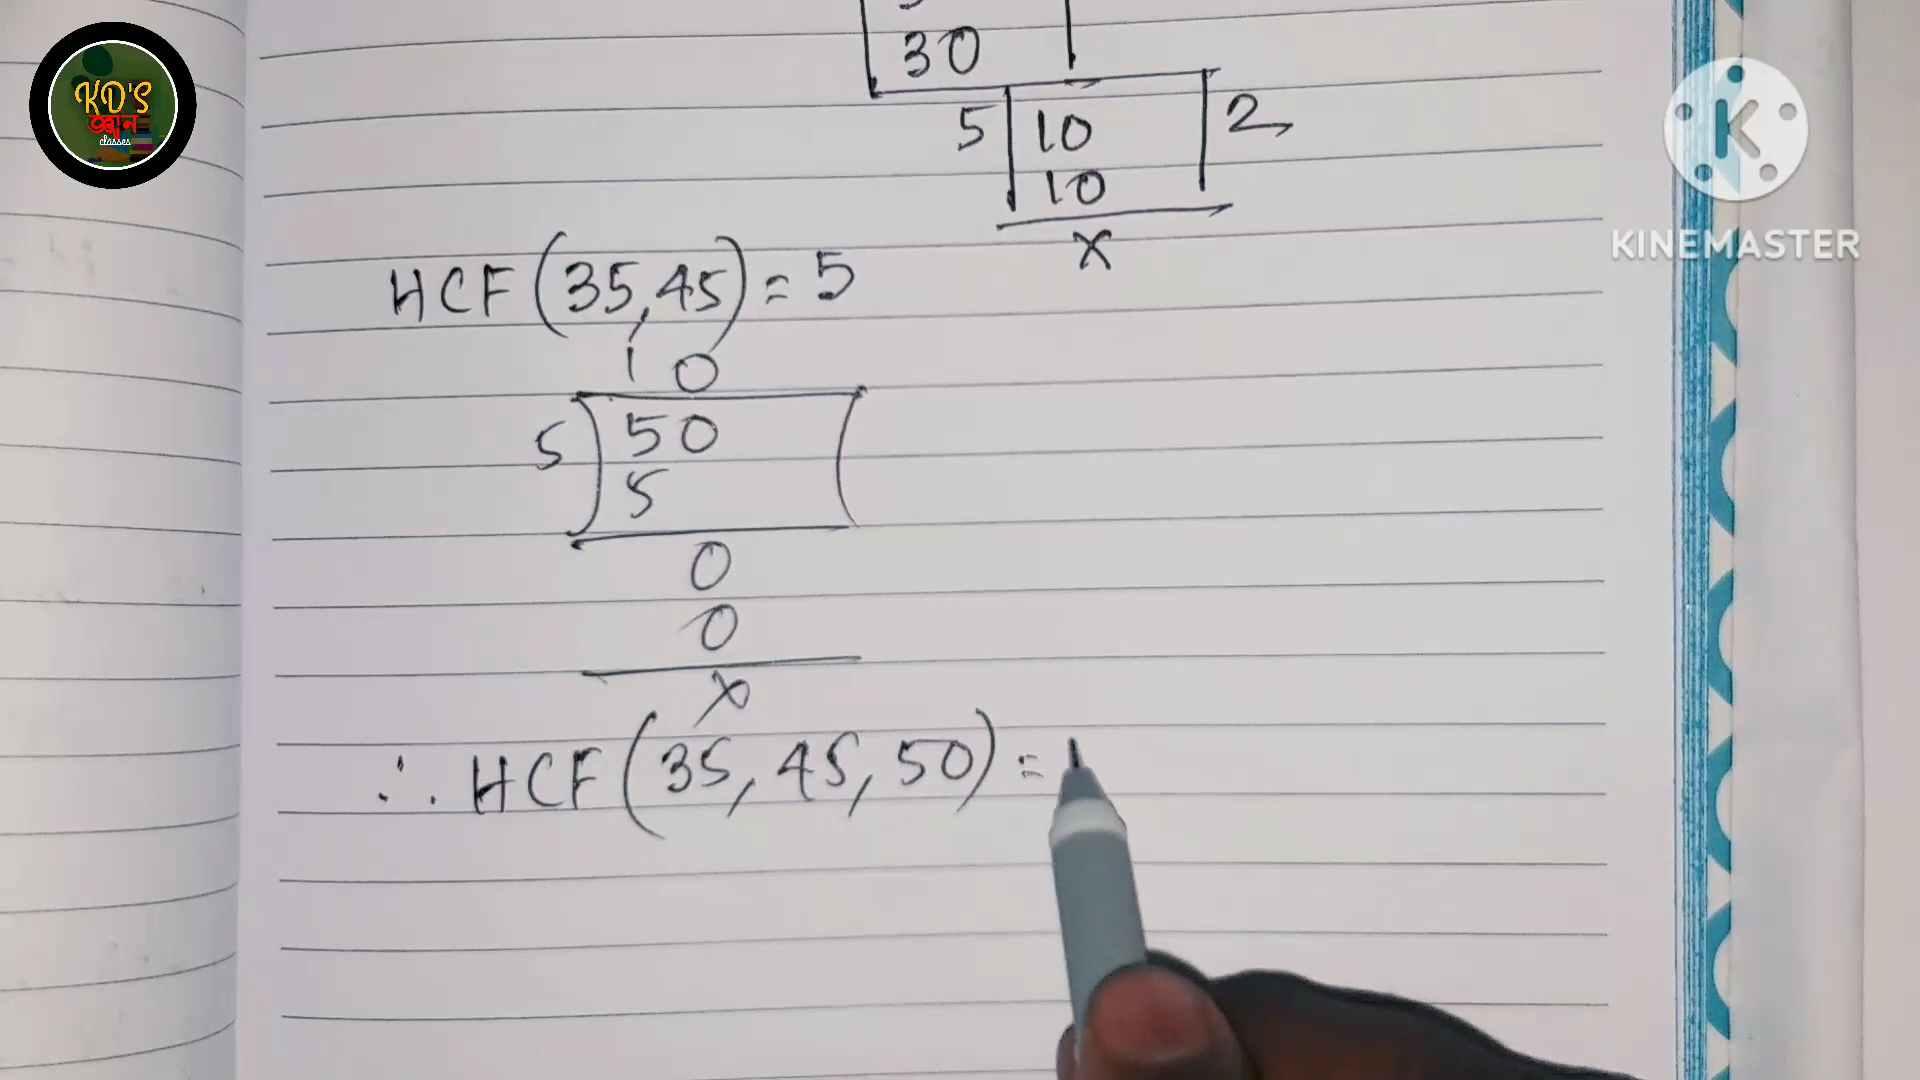 KD'S
জ্ঞান
classes
K
KINEMASTER
30
5 10 2
10
x
HCF (35, 45) = 5
10
5 50
5
0
0
x
∴ HCF (35, 45, 50) =